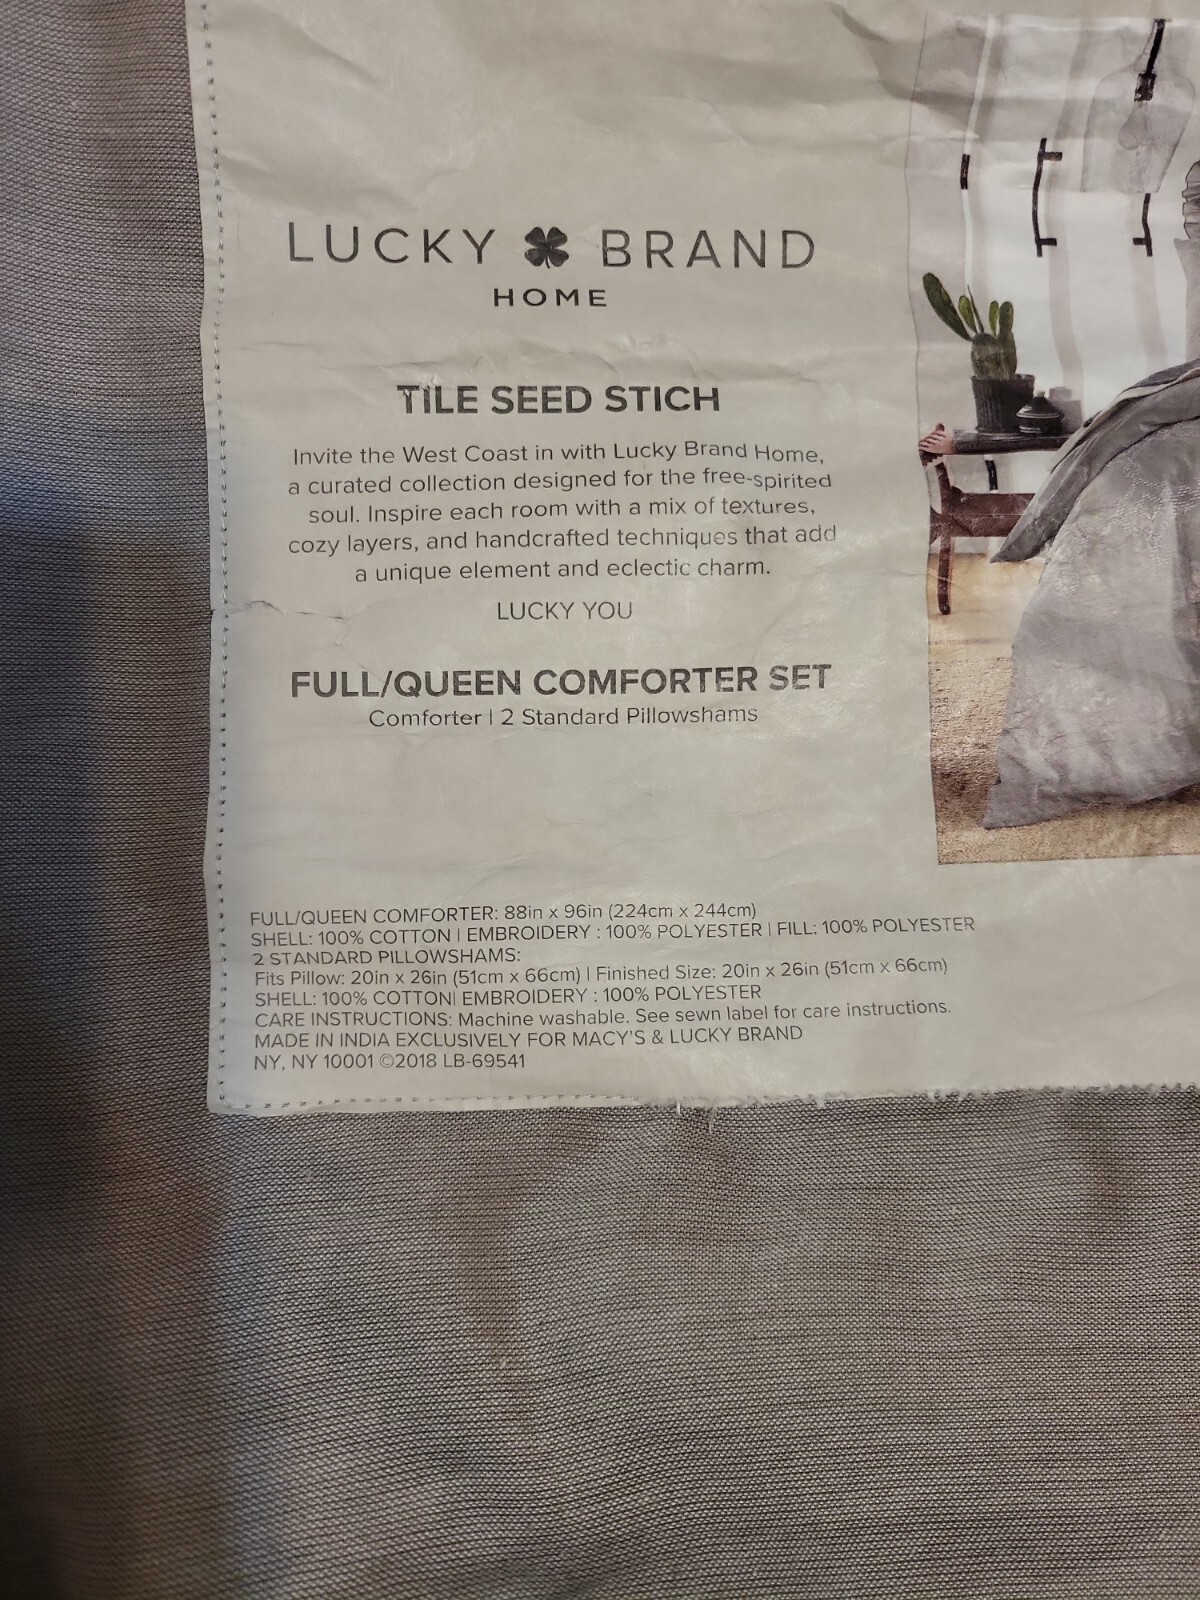 LUCKY BRAND
HOME
TILE SEED STICH
Invite the West Coast in with Lucky Brand Home,
a curated collection designed for the free-spirited
soul. Inspire each room with a mix of textures,
cozy layers, and handcrafted techniques that add
a unique element and eclectic charm.
LUCKY YOU
FULL/QUEEN COMFORTER SET
Comforter | 2 Standard Pillowshams
FULL/QUEEN COMFORTER: 88in x 96in (224cm x 244cm)
SHELL: 100% COTTON | EMBROIDERY : 100% POLYESTER | FILL: 100% POLYESTER
2 STANDARD PILLOWSHAMS:
Fits Pillow: 20in x 26in (51cm x 66cm) | Finished Size: 20in x 26in (51cm x 66cm)
SHELL: 100% COTTON| EMBROIDERY : 100% POLYESTER
CARE INSTRUCTIONS: Machine washable. See sewn label for care instructions.
MADE IN INDIA EXCLUSIVELY FOR MACY'S & LUCKY BRAND
NY, NY 10001 ©2018 LB-69541